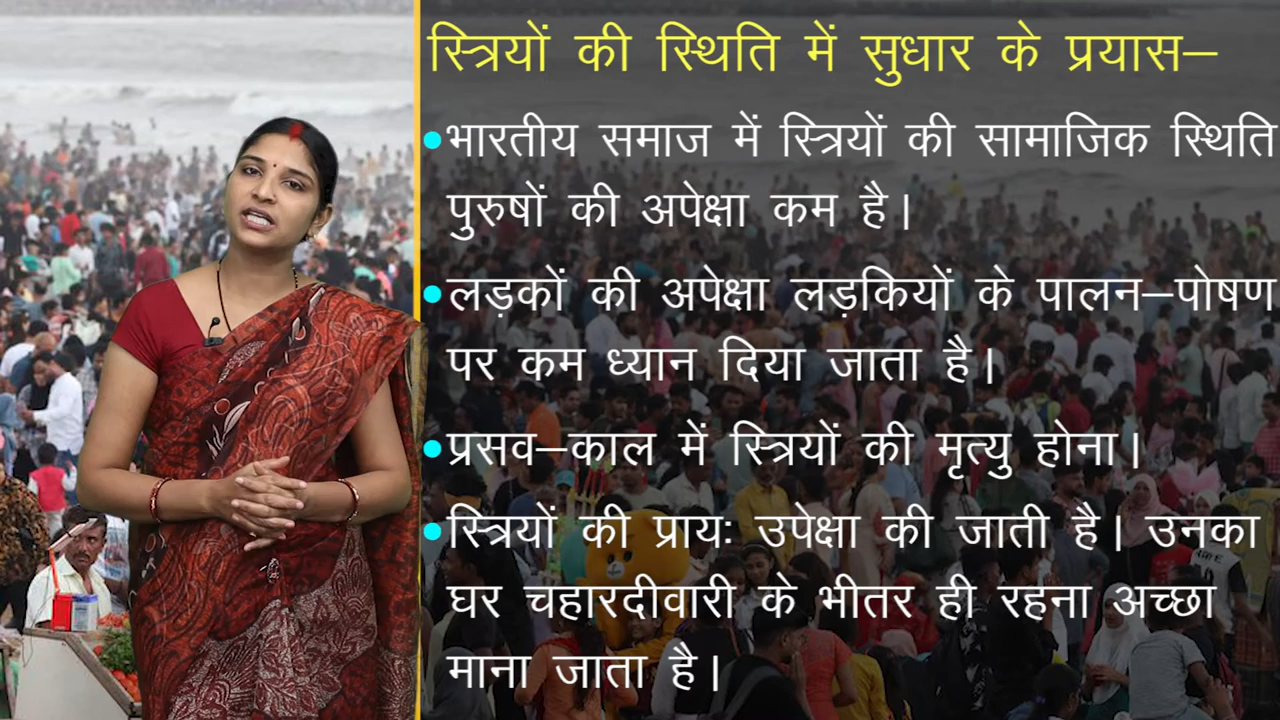 स्त्रियों की स्थिति में सुधार के प्रयास–
•भारतीय समाज में स्त्रियों की सामाजिक स्थिति
पुरुषों की अपेक्षा कम है।
•लड़कों की अपेक्षा लड़कियों के पालन–पोषण
पर कम ध्यान दिया जाता है।
•प्रसव–काल में स्त्रियों की मृत्यु होना।
•स्त्रियों की प्रायः उपेक्षा की जाती है। उनका
घर चहारदीवारी के भीतर ही रहना अच्छा
माना जाता है।